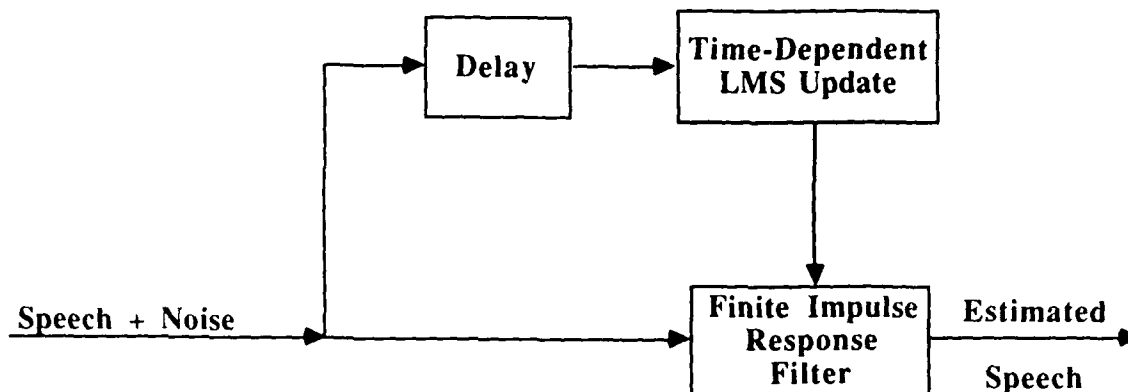 Delay
Time-Dependent
LMS Update
Speech + Noise
Finite Impulse
Response
Filter
Estimated
Speech